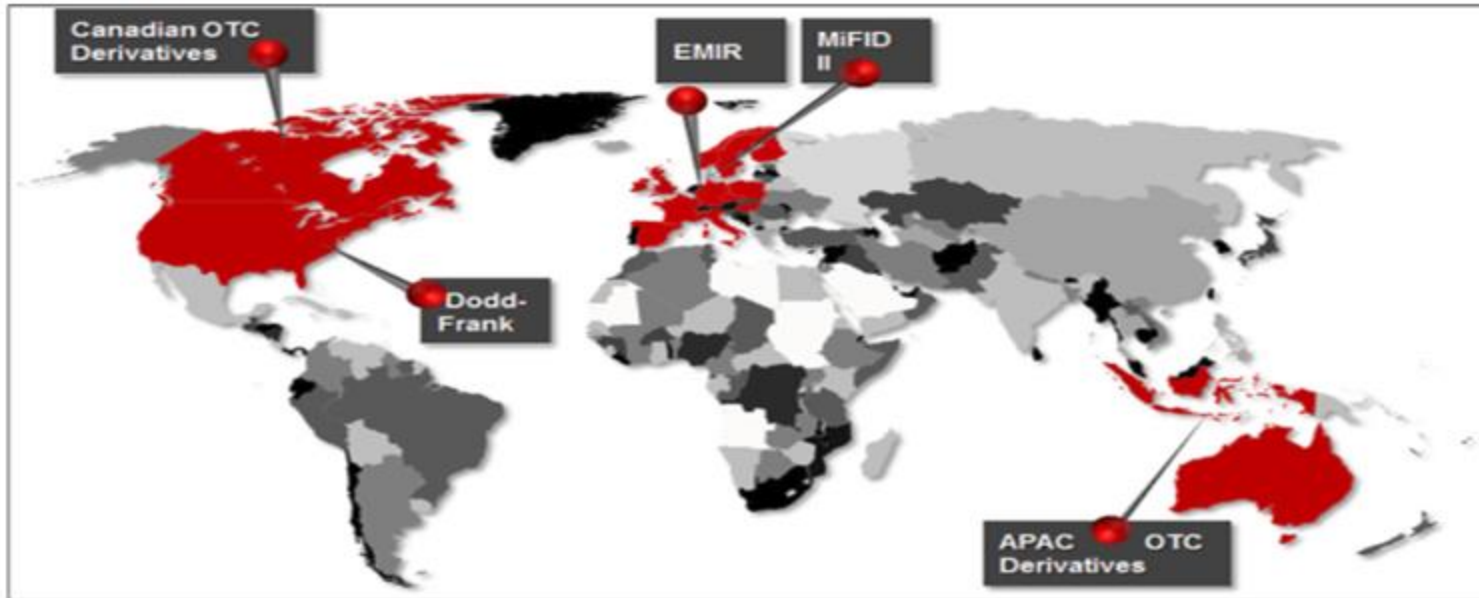 Canadian OTC
Derivatives
EMIR
MiFID
II
Dodd-
Frank
APAC OTC
Derivatives